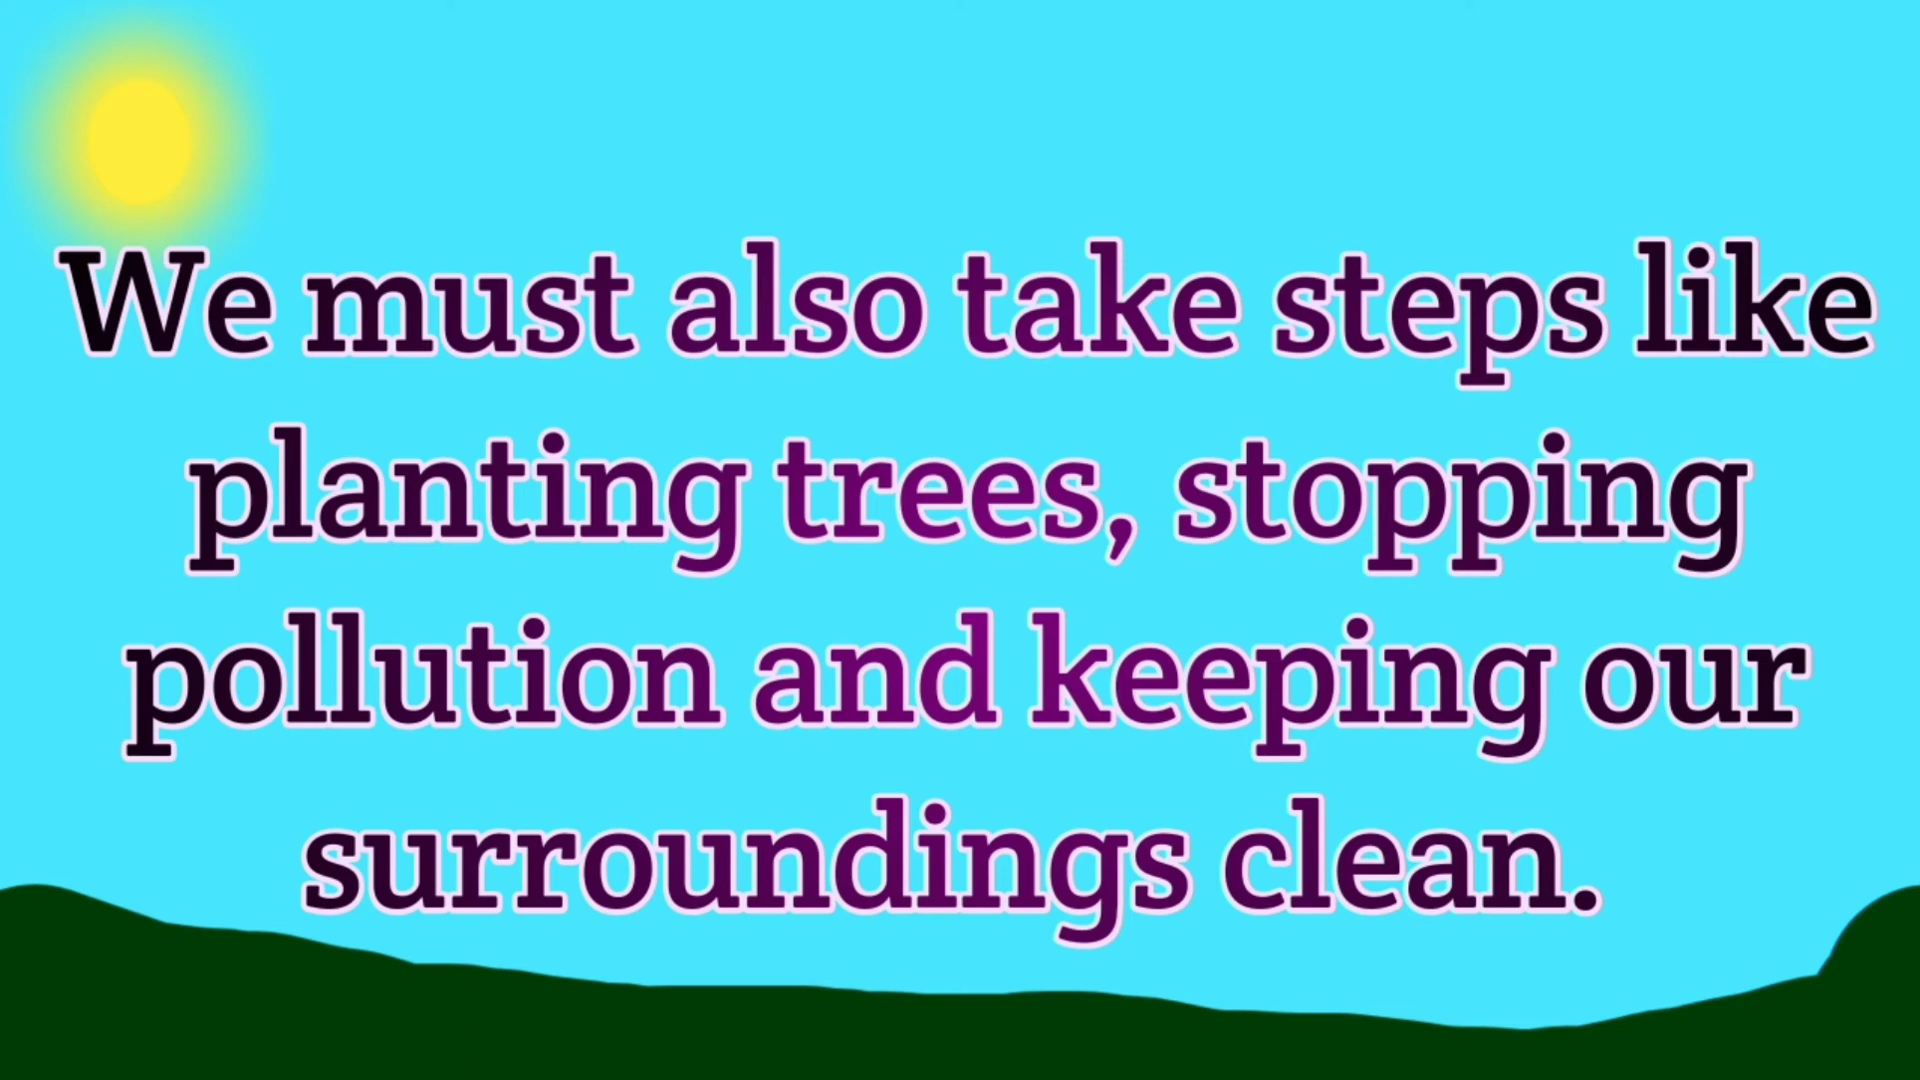 We must also take steps like
planting trees, stopping
pollution and keeping our
surroundings clean.